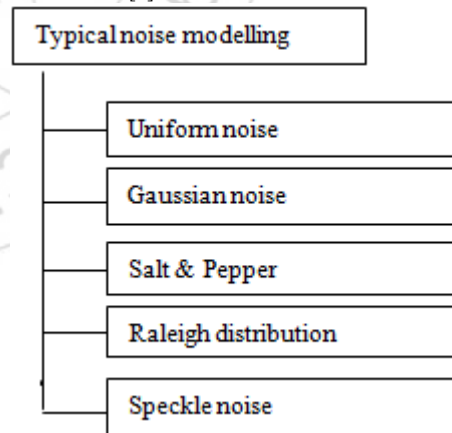 Typical noise modelling
Uniform noise
Gaussian noise
Salt & Pepper
Raleigh distribution
Speckle noise